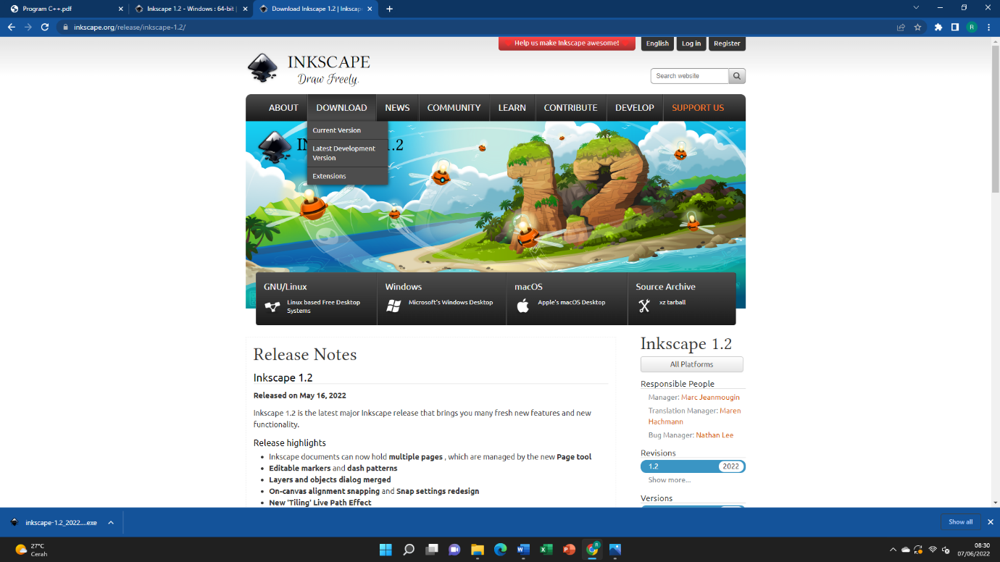 Program C++.pdf
Inkscape 1.2 - Windows : 64-bit |
Download Inkscape 1.2 | Inkscape
inkscape.org/release/inkscape-1.2/
R
Help us make Inkscape awesome!
English
Log in
Register
INKSCAPE
Draw Freely.
Search website
ABOUT
DOWNLOAD
NEWS
COMMUNITY
LEARN
CONTRIBUTE
DEVELOP
SUPPORT US
Current Version
Latest Development
Version
Extensions
1.2
GNU/Linux
Linux based Free Desktop
Systems
Windows
Microsoft's Windows Desktop
macOS
Apple's macOS Desktop
Source Archive
xz tarball
Release Notes
Inkscape 1.2
Released on May 16, 2022
Inkscape 1.2 is the latest major Inkscape release that brings you many fresh new features and new
functionality.
Release highlights
Inkscape documents can now hold multiple pages , which are managed by the new Page tool
Editable markers and dash patterns
Layers and objects dialog merged
On-canvas alignment snapping and Snap settings redesign
New 'Tiling' Live Path Effect
Inkscape 1.2
All Platforms
Responsible People
Manager: Marc Jeanmougin
Translation Manager: Maren
Hachmann
Bug Manager: Nathan Lee
Revisions
1.2
2022
Show more...
Versions
inkscape-1.2_2022....exe
Show all
27°C
Cerah
08:30
07/06/2022